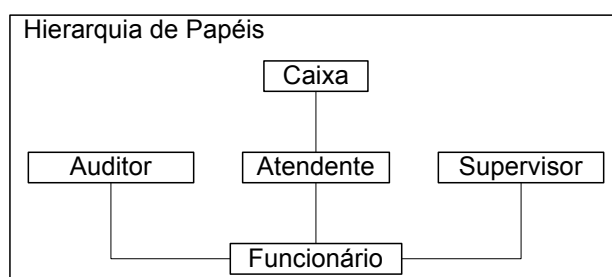 Hierarquia de Papéis
Caixa
Auditor
Atendente
Supervisor
Funcionário